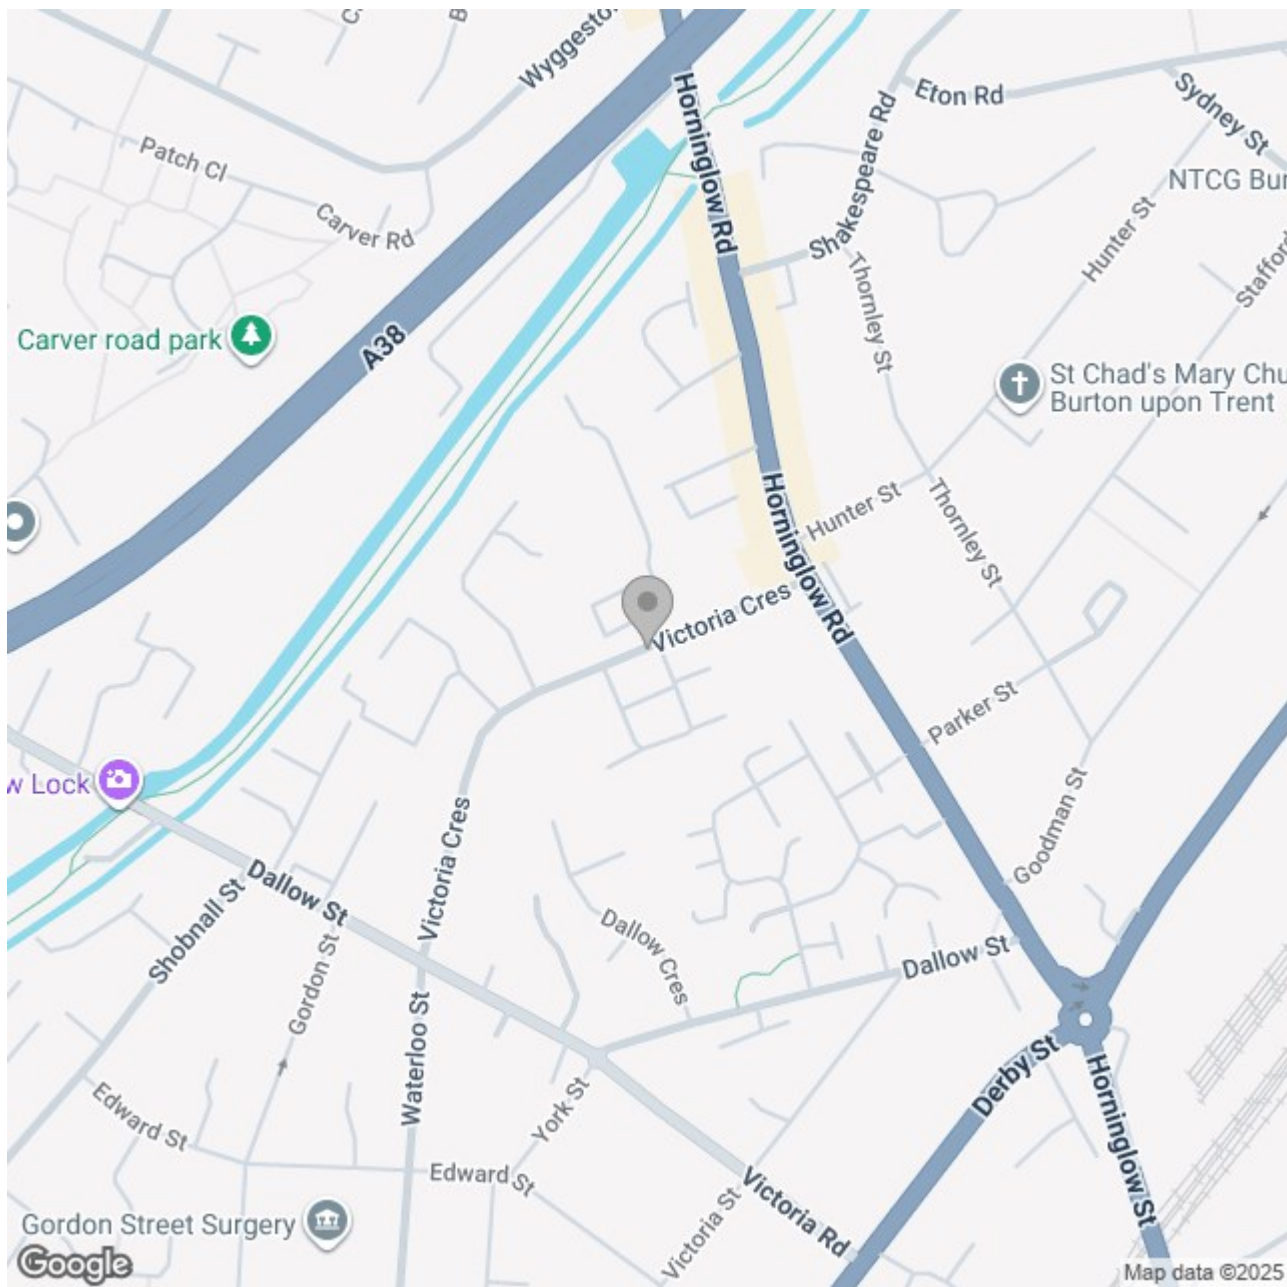 Wyggesto
Horninglow Rd
Eton Rd
Sydney St
Patch Cl
Shakespeare Rd
NTCG Bur
Carver Rd
Hunter St
Stafford
Thornley St
Carver road park
A38
St Chad's Mary Chu
Burton upon Trent
Horninglow Rd
Hunter St
Thornley St
Victoria Cres
Parker St
w Lock
Goodman St
Victoria Cres
Dallow St
Shobnall St
Gordon St
Dallow Cres
Dallow St
Waterloo St
Derby St
Edward St
York St
Horninglow St
Edward St
Victoria St
Victoria Rd
Gordon Street Surgery
Google
Map data ©2025